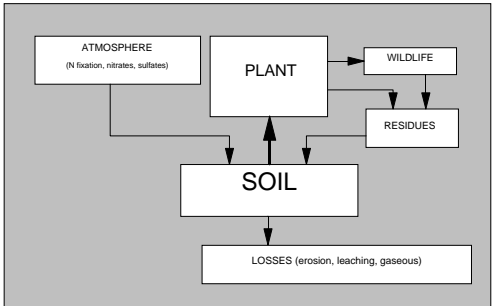 ATMOSPHERE
(N fixation, nitrates, sulfates)
PLANT
WILDLIFE
RESIDUES
SOIL
LOSSES (erosion, leaching, gaseous)